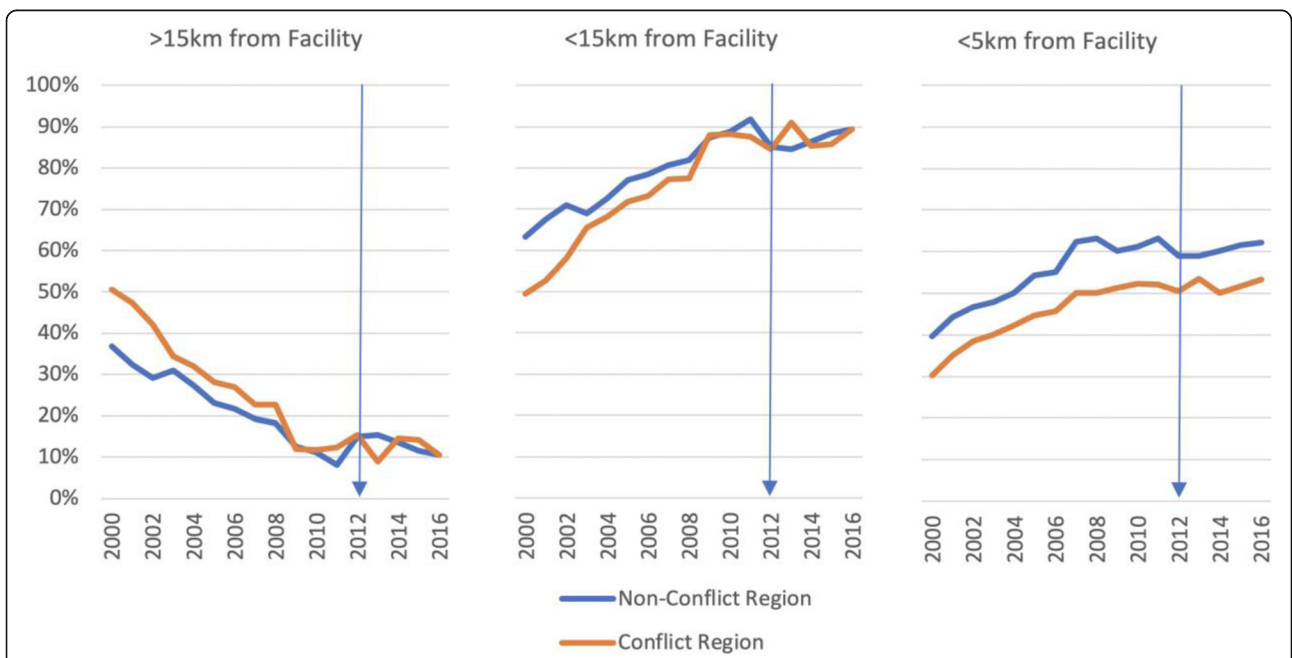 >15km from Facility
<15km from Facility
<5km from Facility
100%
90%
80%
70%
60%
50%
40%
30%
20%
10%
0%
2000 2002 2004 2006 2008 2010 2012 2014 2016
2000 2002 2004 2006 2008 2010 2012 2014 2016
2000 2002 2004 2006 2008 2010 2012 2014 2016
Non-Conflict Region
Conflict Region